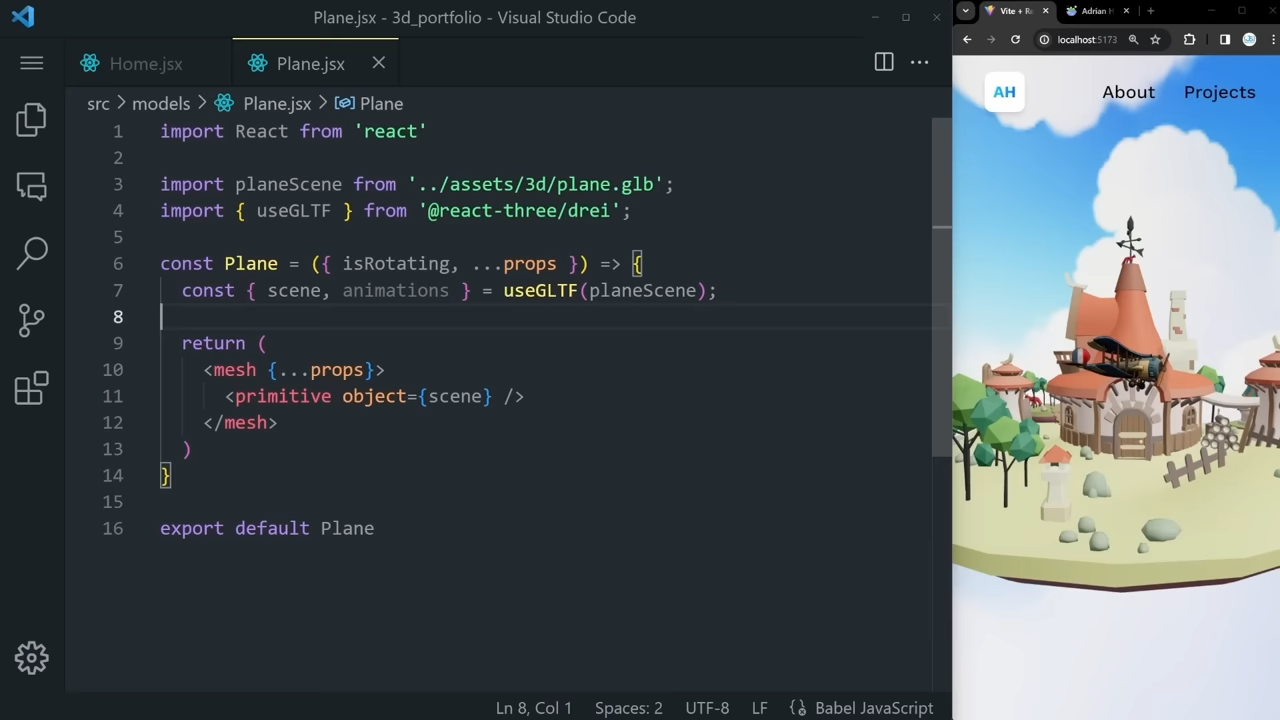 Plane.jsx - 3d_portfolio - Visual Studio Code
Home.jsx
Plane.jsx
src > models > Plane.jsx > Plane
1 import React from 'react'
2
3 import planeScene from '../assets/3d/plane.glb';
4 import { useGLTF } from '@react-three/drei';
5
6 const Plane = ({ isRotating, ...props }) => {
7 const { scene, animations } = useGLTF(planeScene);
8
9 return (
10 <mesh {...props}>
11 <primitive object={scene} />
12 </mesh>
13 )
14 }
15
16 export default Plane
Ln 8, Col 1 Spaces: 2 UTF-8 LF Babel JavaScript
Vite + Re
Adrian H
localhost:5173
AH
About Projects